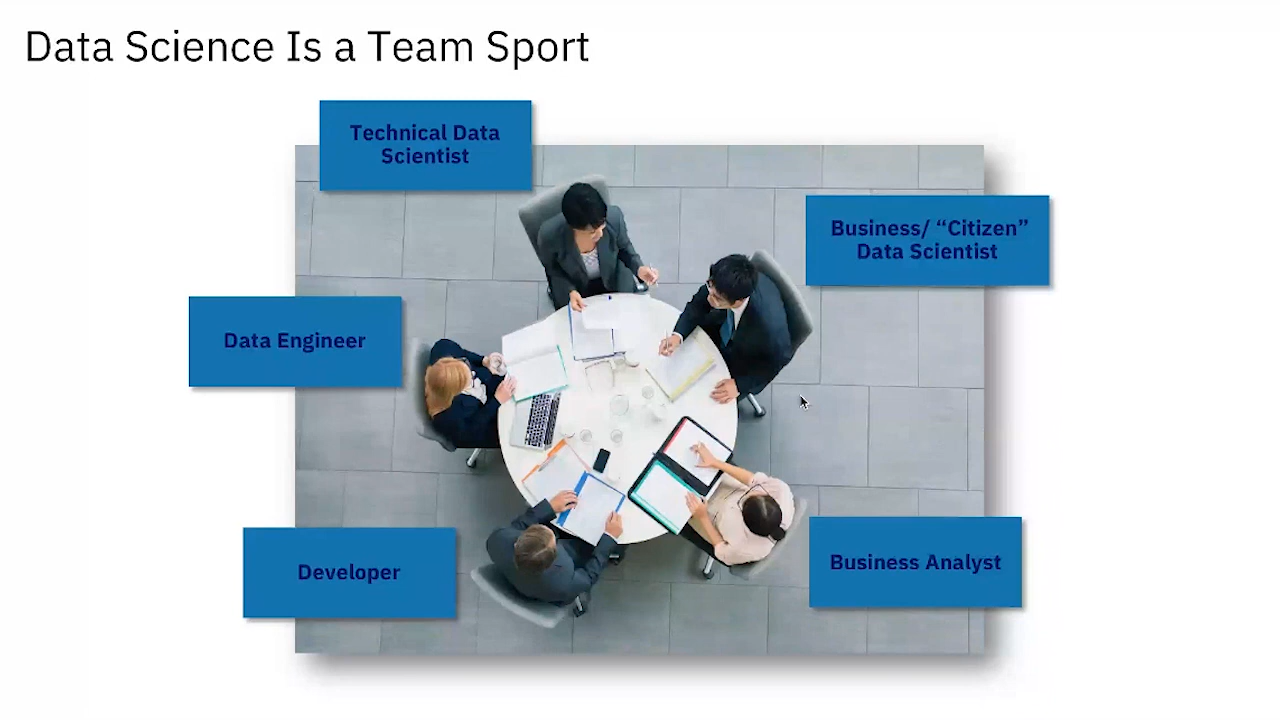 Data Science Is a Team Sport
Technical Data
Scientist
Business/ “Citizen”
Data Scientist
Data Engineer
Developer
Business Analyst